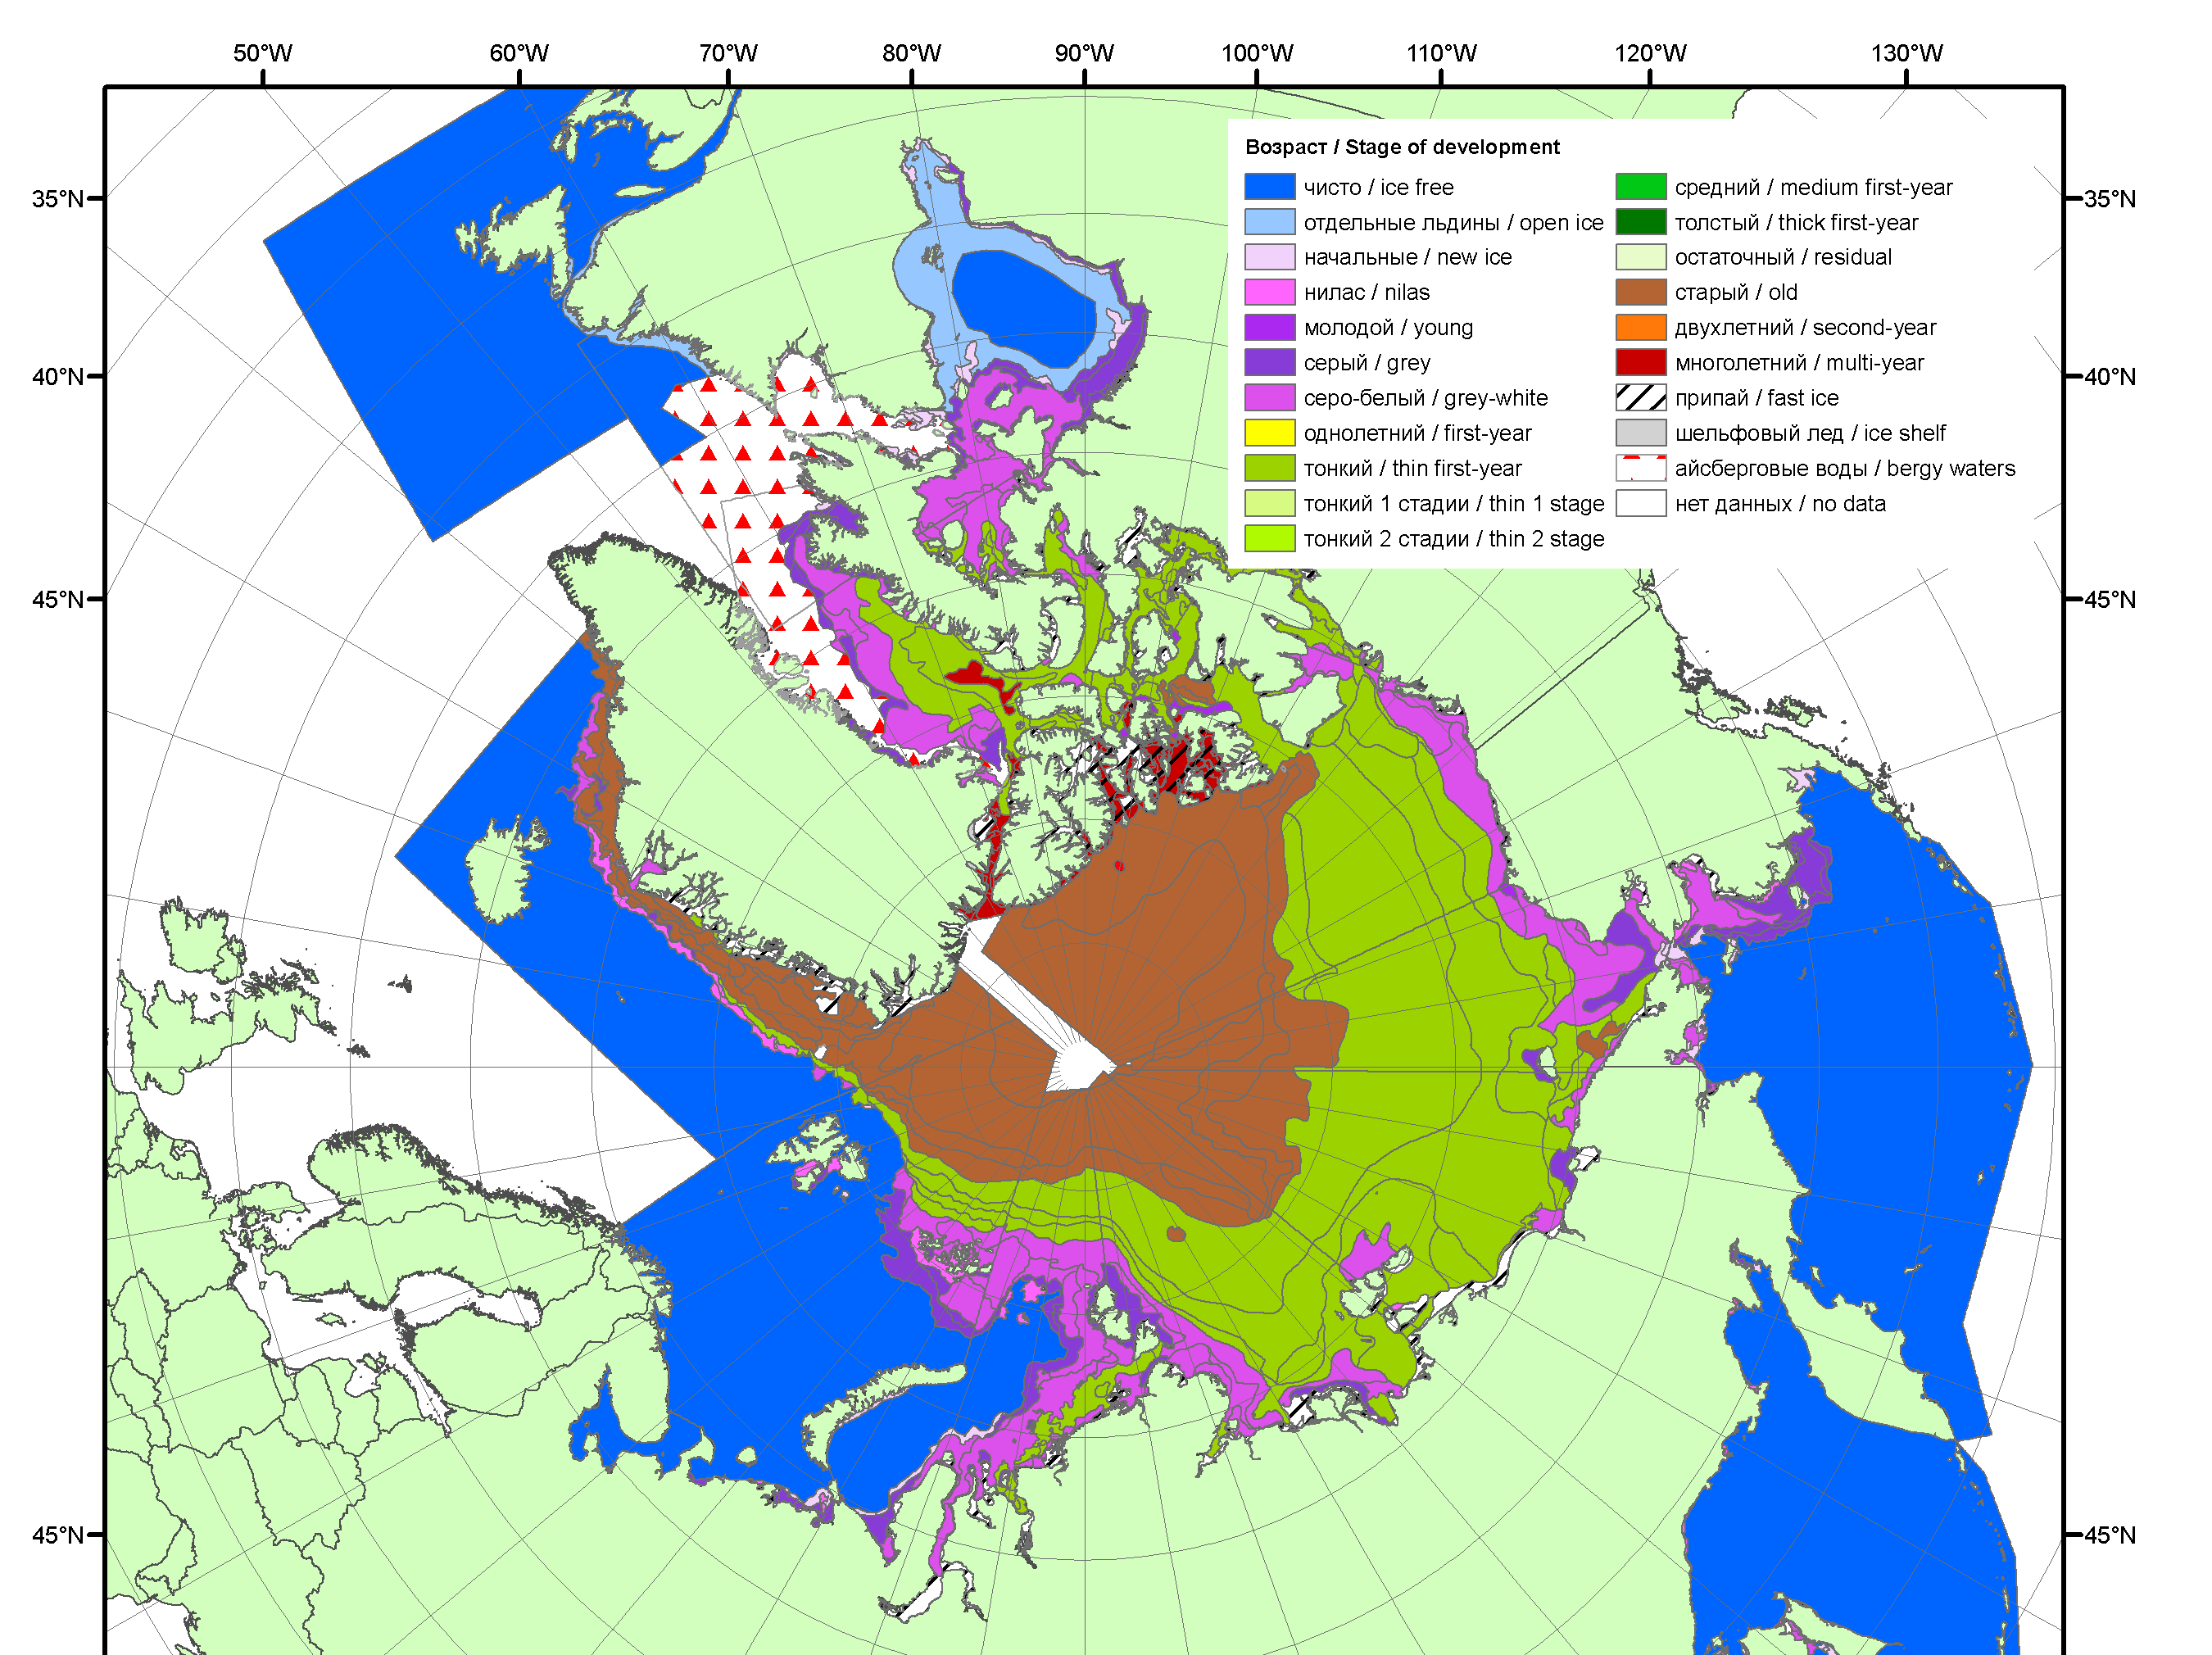 50°W 60°W 70°W 80°W 90°W 100°W 110°W 120°W 130°W
Возраст / Stage of development
чисто / ice free
отдельные льдины / open ice
начальные / new ice
нилас / nilas
молодой / young
серый / grey
серо-белый / grey-white
однолетний / first-year
тонкий / thin first-year
тонкий 1 стадии / thin 1 stage
тонкий 2 стадии / thin 2 stage
средний / medium first-year
толстый / thick first-year
остаточный / residual
старый / old
двухлетний / second-year
многолетний / multi-year
припай / fast ice
шельфовый лед / ice shelf
айсберговые воды / bergy waters
нет данных / no data
35°N 35°N
40°N 40°N
45°N 45°N
45°N 45°N